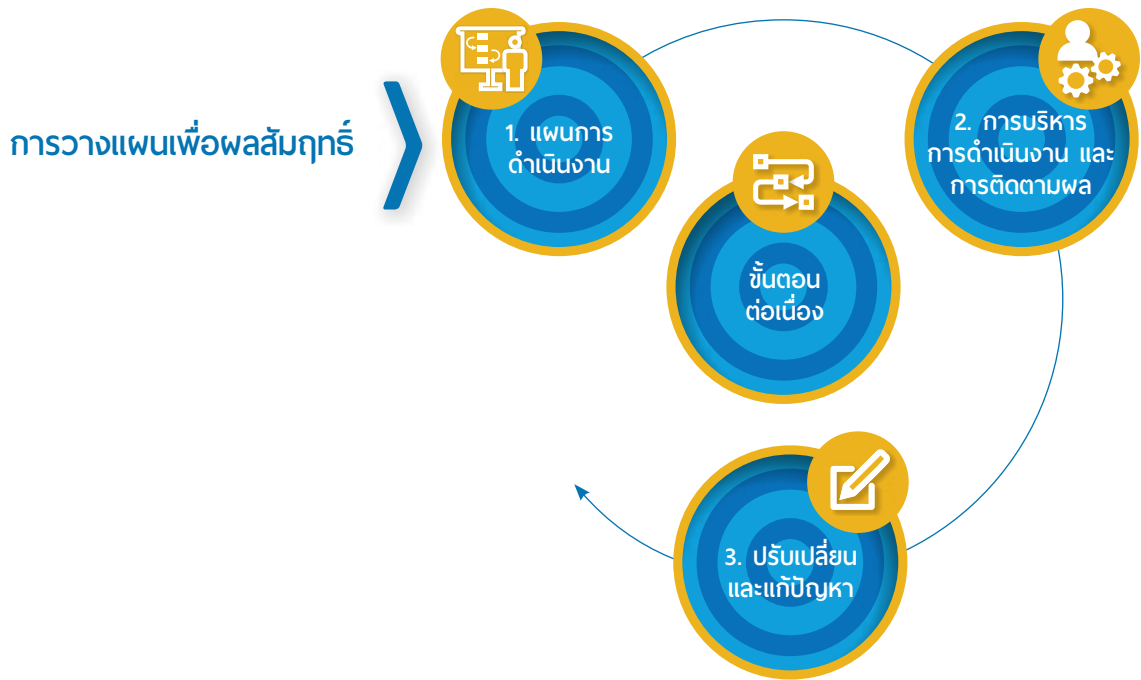 การวางแผนเพื่อผลสัมฤทธิ์
1. แผนการ
ดำเนินงาน
2. การบริหาร
การดำเนินงาน และ
การติดตามผล
ขั้นตอน
ต่อเนื่อง
3. ปรับเปลี่ยน
และแก้ปัญหา